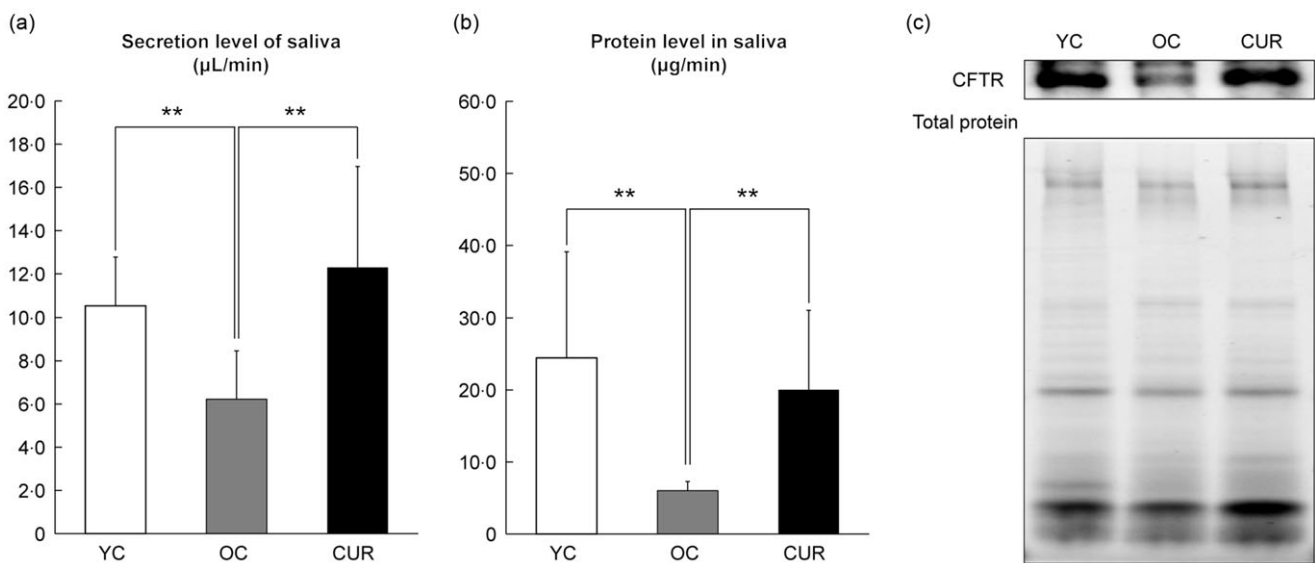 (a)
Secretion level of saliva
(µL/min)
20·0
18·0
16·0
14·0
12·0
10·0
8·0
6·0
4·0
2·0
0
** **
YC OC CUR
(b)
Protein level in saliva
(µg/min)
60·0
50·0
40·0
30·0
20·0
10·0
0
** **
YC OC CUR
(c)
YC OC CUR
CFTR
Total protein